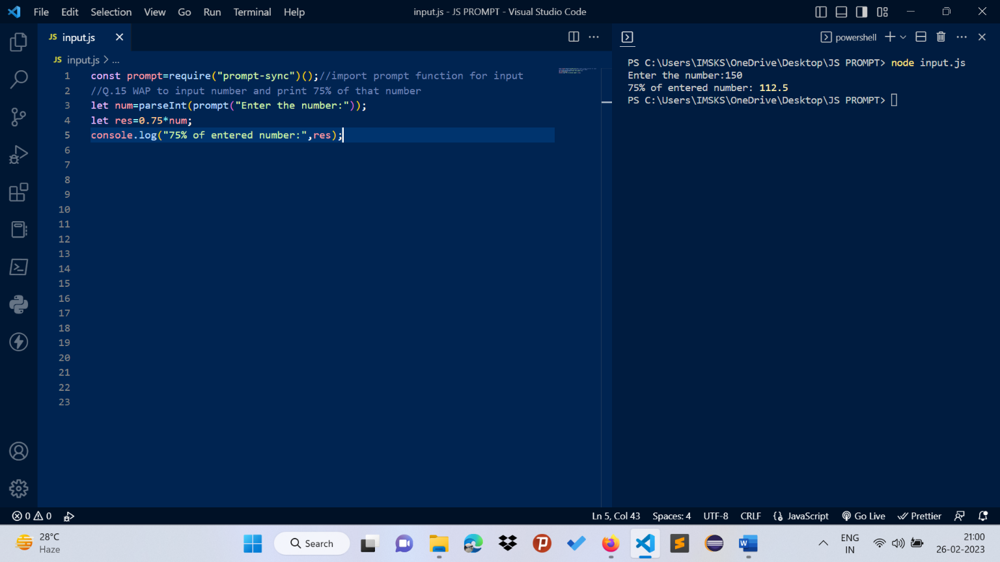 File Edit Selection View Go Run Terminal Help
input.js - JS PROMPT - Visual Studio Code
JS input.js
JS input.js > ...
1 const prompt=require("prompt-sync")();//import prompt function for input
2 //Q.15 WAP to input number and print 75% of that number
3 let num=parseInt(prompt("Enter the number:"));
4 let res=0.75*num;
5 console.log("75% of entered number:",res);
6
7
8
9
10
11
12
13
14
15
16
17
18
19
20
21
22
23
powershell
PS C:\Users\IMSKS\OneDrive\Desktop\JS PROMPT> node input.js
Enter the number:150
75% of entered number: 112.5
PS C:\Users\IMSKS\OneDrive\Desktop\JS PROMPT>
0 0
Ln 5, Col 43 Spaces: 4 UTF-8 CRLF JavaScript Go Live Prettier
28°C
Haze
Search
ENG
IN
21:00
26-02-2023